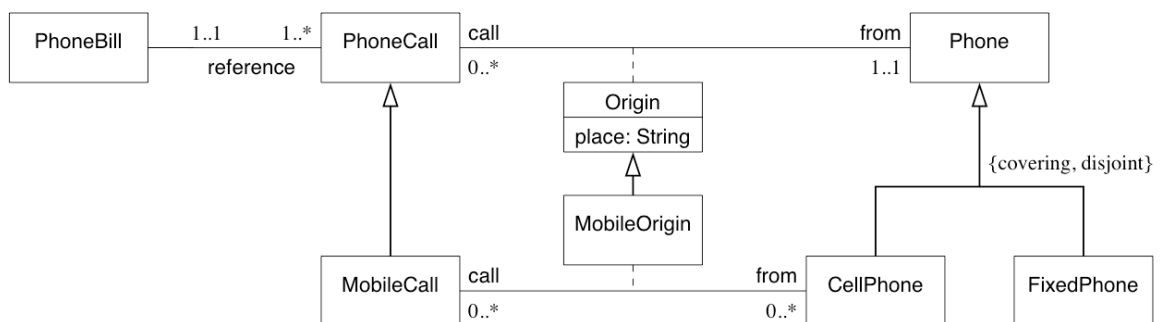 PhoneBill 1..1 1..* PhoneCall call from Phone
reference 0..* 1..1
Origin
place: String
{covering, disjoint}
MobileOrigin
MobileCall call from CellPhone FixedPhone
0..* 0..*